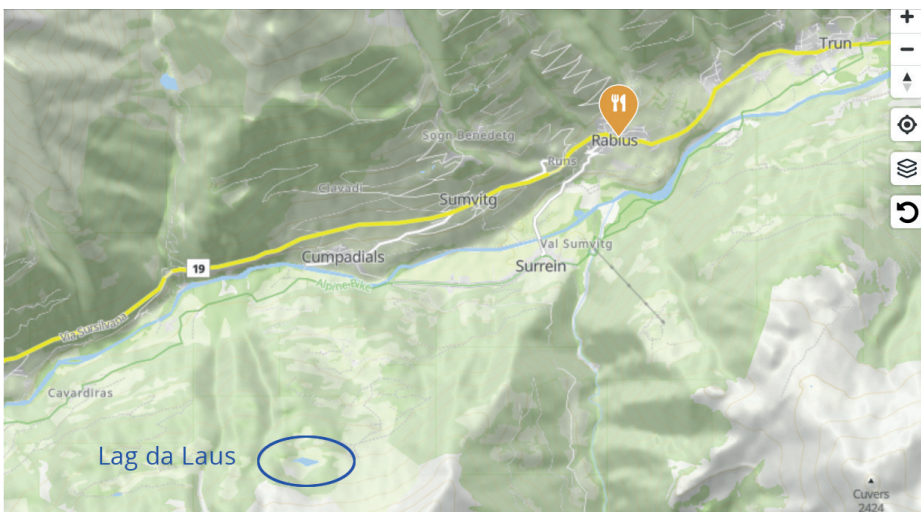 +
Trun
−
Sogn Benedetg
Rabius
Runs
Clavadi
Sumvitg
Val Sumvitg
Cumpadials
Surrein
19
Alpine Bike
Via Sursilvana
Cavardiras
Lag da Laus
Cuvers
2424